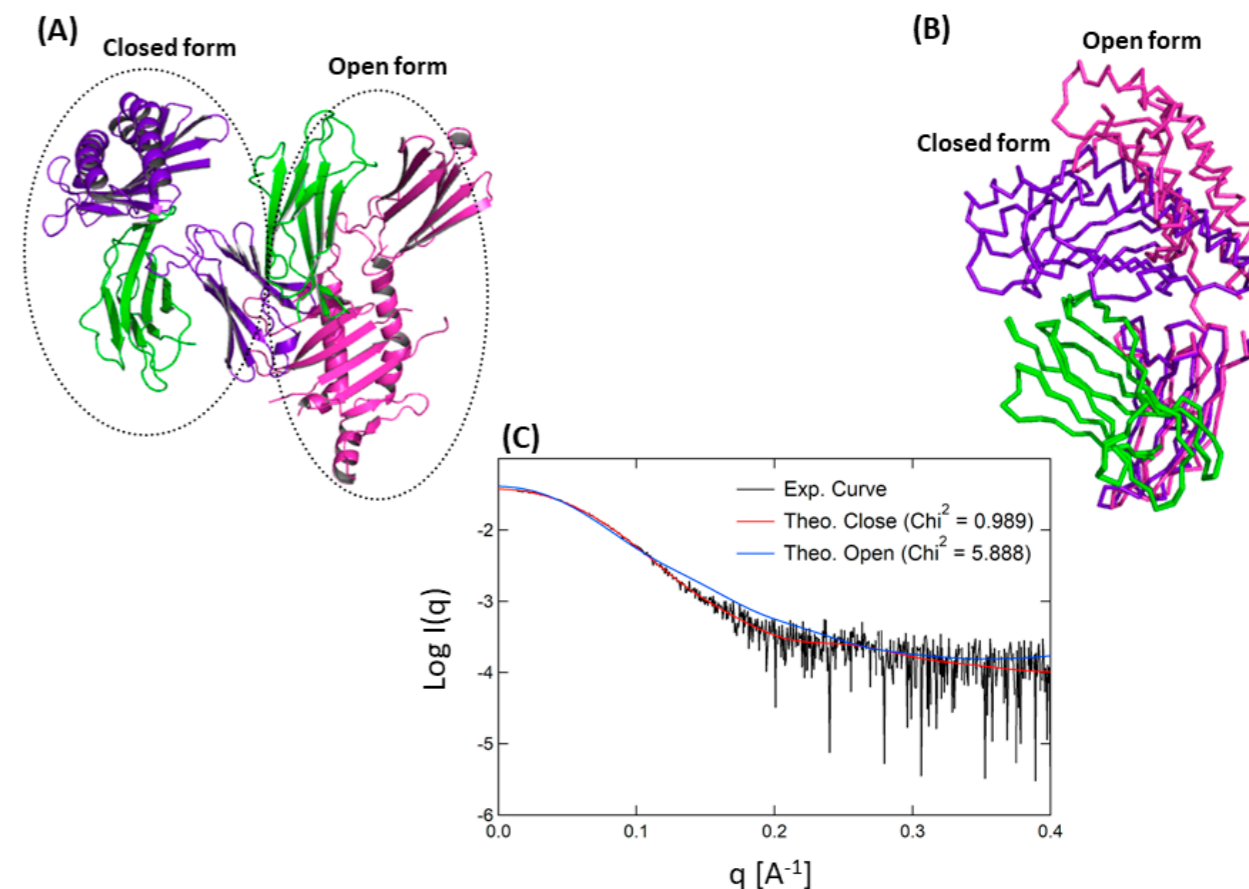 (A)
Closed form
Open form
(B)
Open form
Closed form
(C)
Exp. Curve
Theo. Close (Chi² = 0.989)
Theo. Open (Chi² = 5.888)
-2
-3
-4
-5
-6
Log I(q)
0.0 0.1 0.2 0.3 0.4
q [A⁻¹]